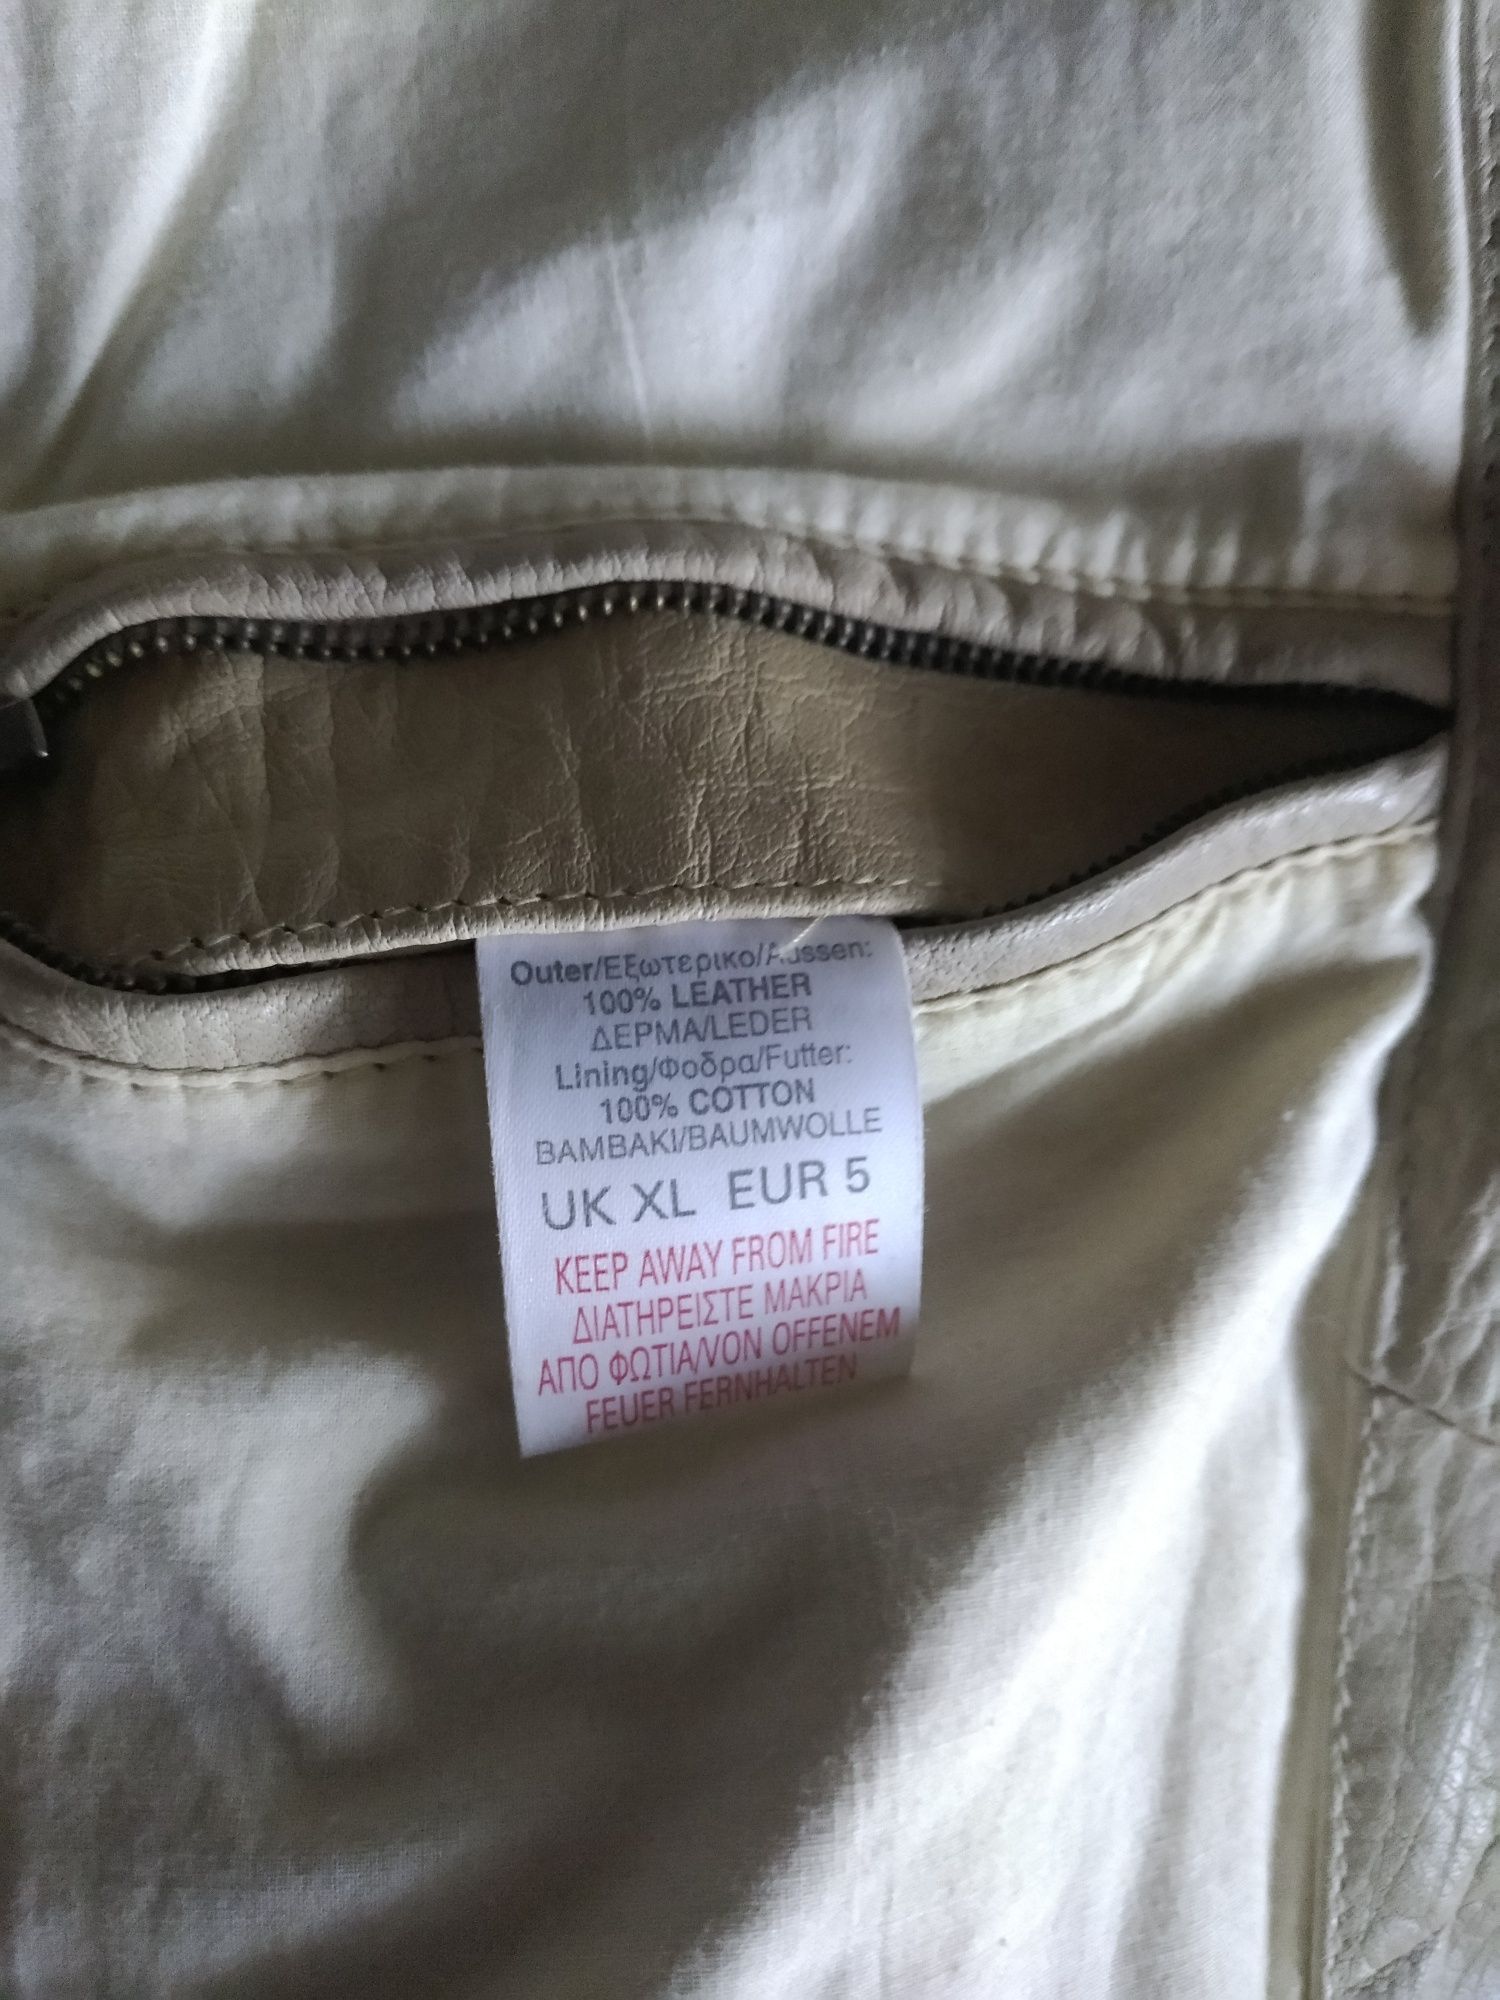 Outer/Εξωτερικο/Aussen:
100% LEATHER
ΔΕΡΜΑ/LEDER
Lining/Φοδρα/Futter:
100% COTTON
BAMBAKI/BAUMWOLLE
UK XL EUR 5
KEEP AWAY FROM FIRE
ΔΙΑΤΗΡΕΙΣΤΕ ΜΑΚΡΙΑ
ΑΠΟ ΦΩΤΙΑ/VON OFFENEM
FEUER FERNHALTEN